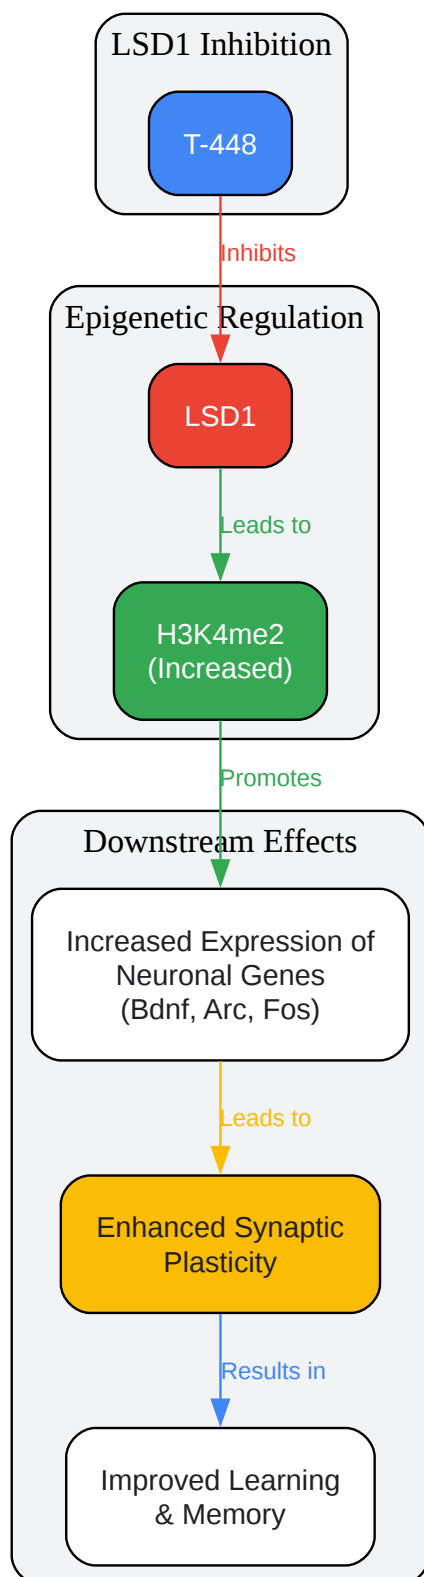 LSD1 Inhibition
T-448
Inhibits
Epigenetic Regulation
LSD1
Leads to
H3K4me2
(Increased)
Promotes
Downstream Effects
Increased Expression of
Neuronal Genes
(Bdnf, Arc, Fos)
Leads to
Enhanced Synaptic
Plasticity
Results in
Improved Learning
& Memory